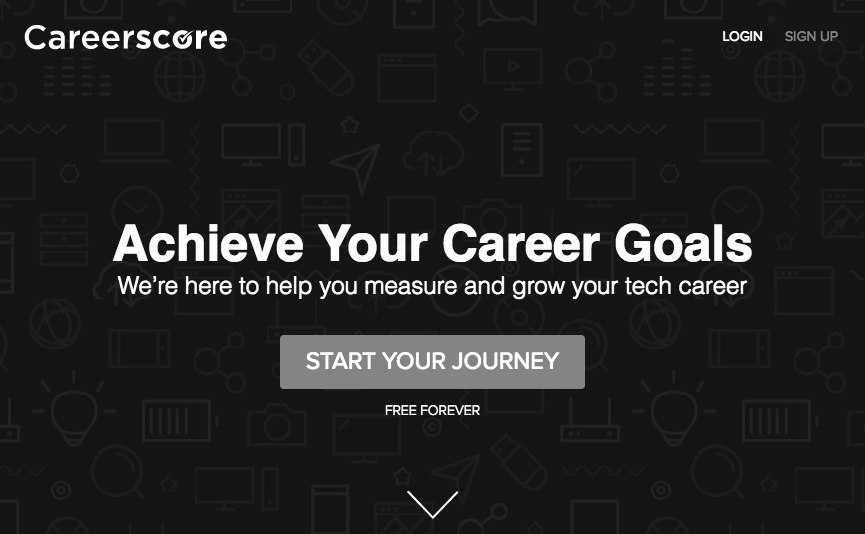 Careerscore
LOGIN SIGN UP
Achieve Your Career Goals
We're here to help you measure and grow your tech career
START YOUR JOURNEY
FREE FOREVER